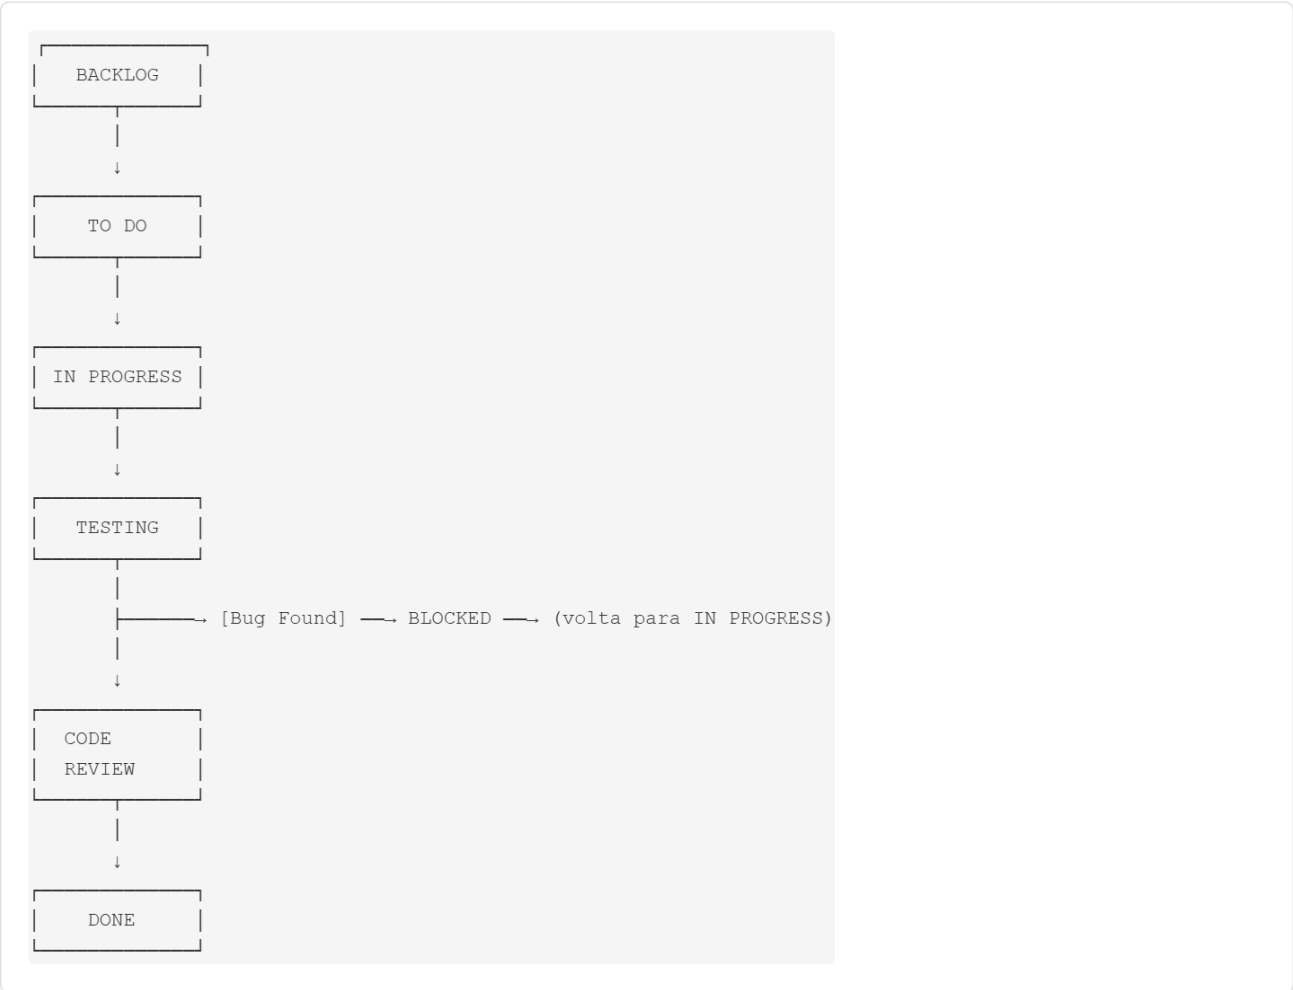 BACKLOG
↓
TO DO
↓
IN PROGRESS
↓
TESTING
→ [Bug Found] ─→ BLOCKED ─→ (volta para IN PROGRESS)
↓
CODE
REVIEW
↓
DONE